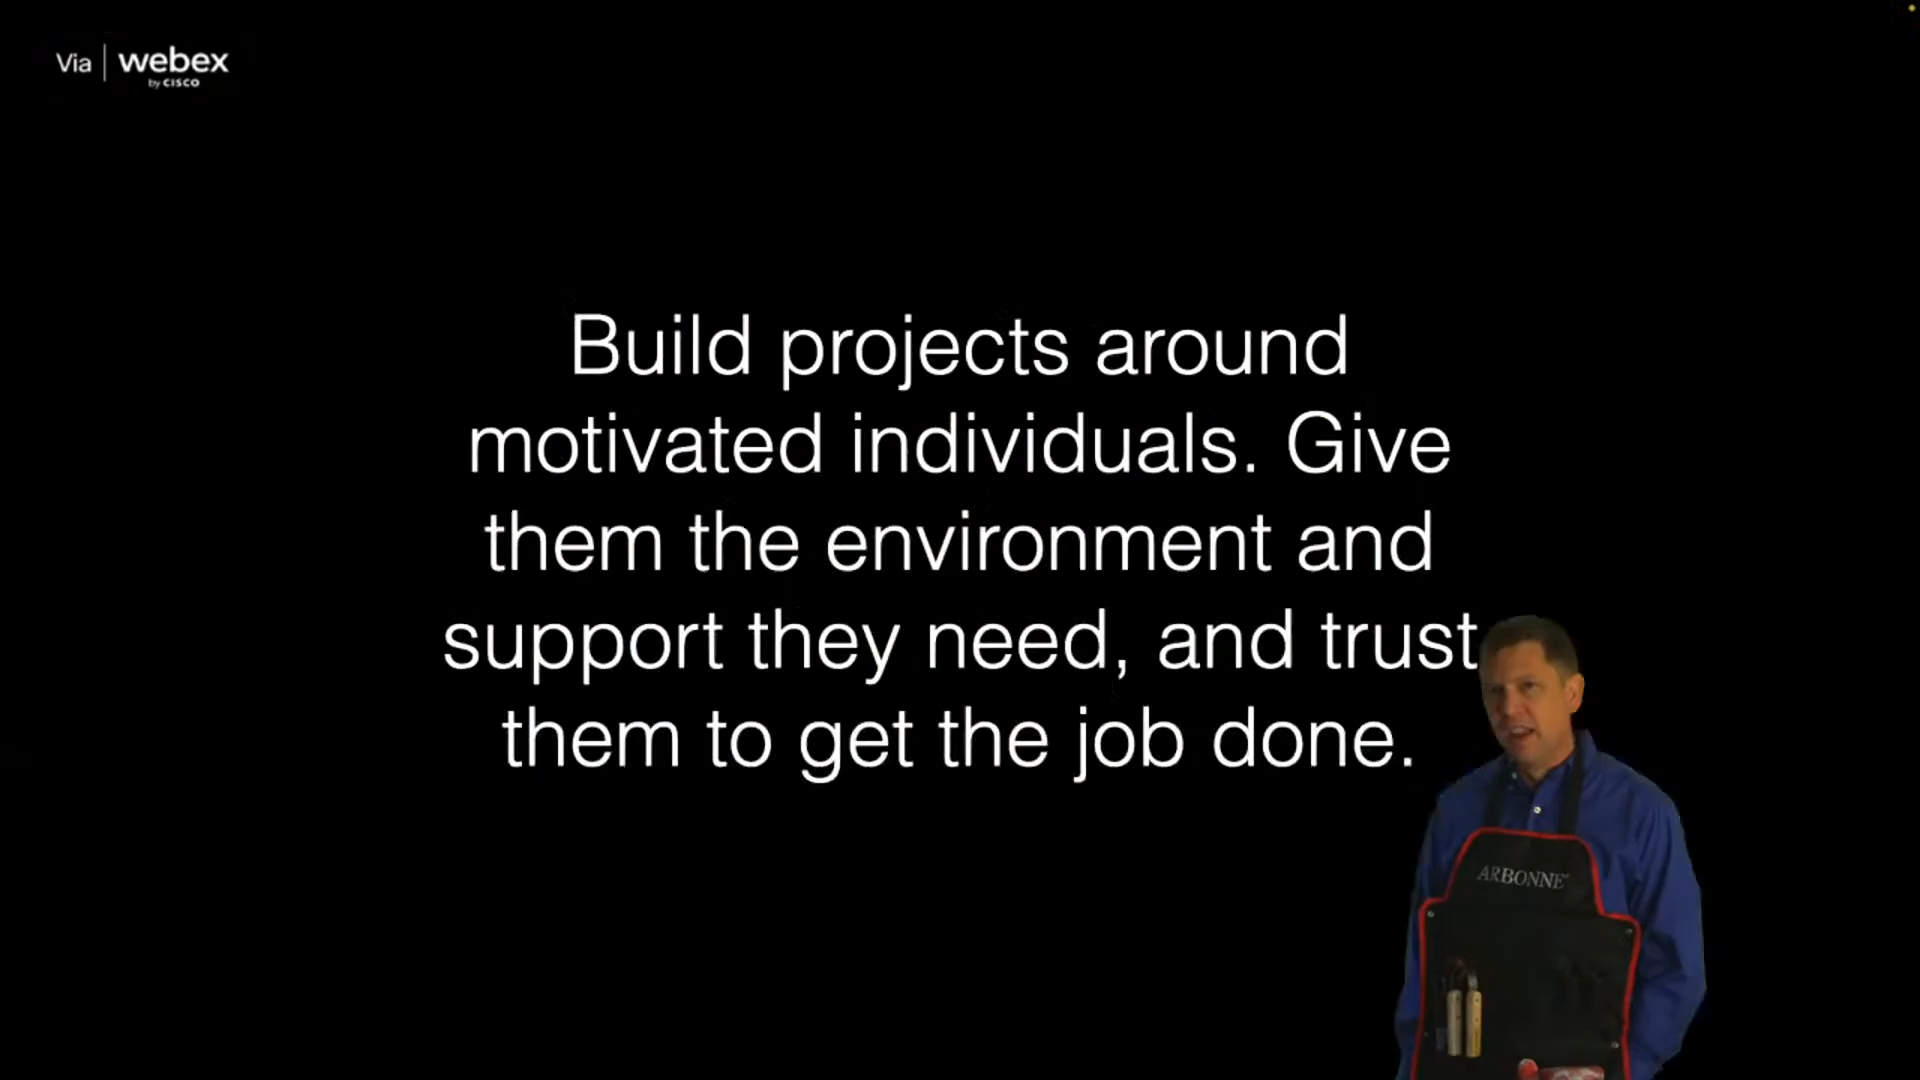 Via | webex
by CISCO
Build projects around
motivated individuals. Give
them the environment and
support they need, and trust
them to get the job done.
ARBONNE